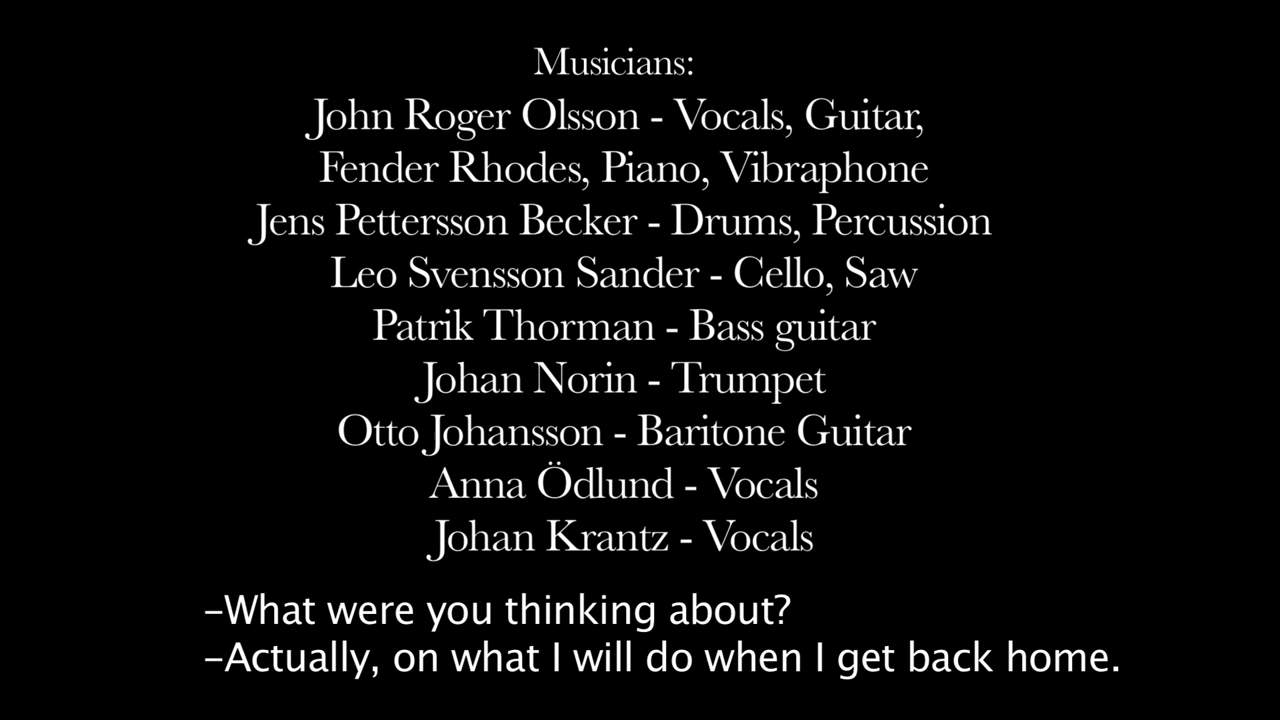 Musicians:
John Roger Olsson - Vocals, Guitar,
Fender Rhodes, Piano, Vibraphone
Jens Pettersson Becker - Drums, Percussion
Leo Svensson Sander - Cello, Saw
Patrik Thorman - Bass guitar
Johan Norin - Trumpet
Otto Johansson - Baritone Guitar
Anna Ödlund - Vocals
Johan Krantz - Vocals
–What were you thinking about?
–Actually, on what I will do when I get back home.